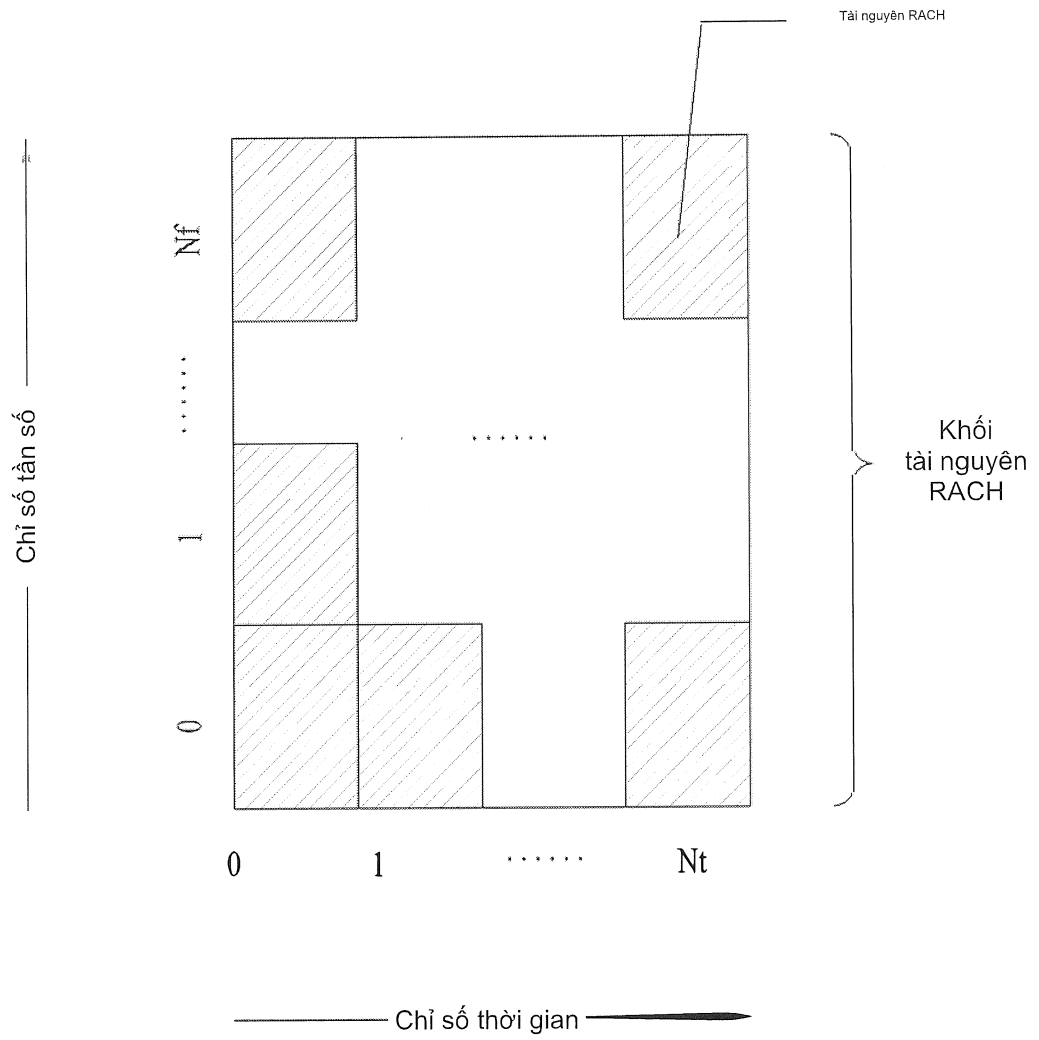 Tài nguyên RACH
Nf
......
Chỉ số tần số
......
Khối
tài nguyên
RACH
1
0
0 1 ...... Nt
Chỉ số thời gian